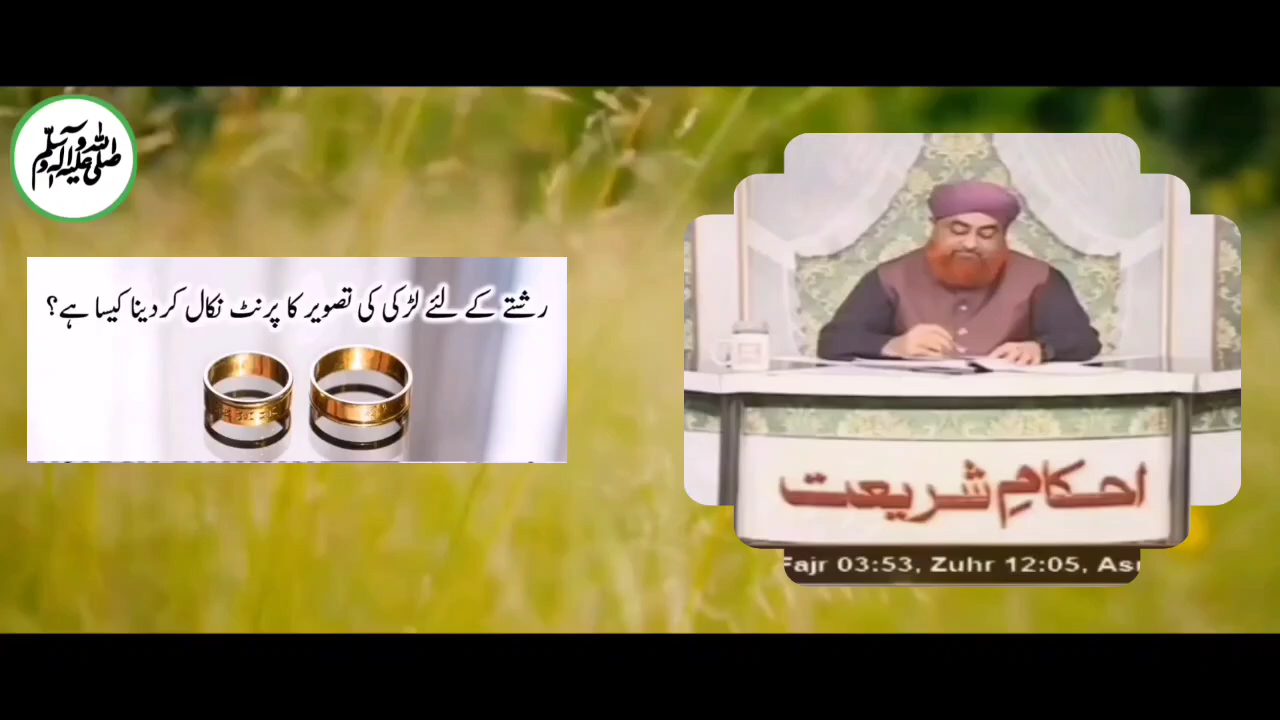 صلی اللہ علیہ وآلہ وسلم
رشتے کے لئے لڑکی کی تصویر کا پرنٹ نکال کر دینا کیسا ہے؟
احکامِ شریعت
Fajr 03:53, Zuhr 12:05, As